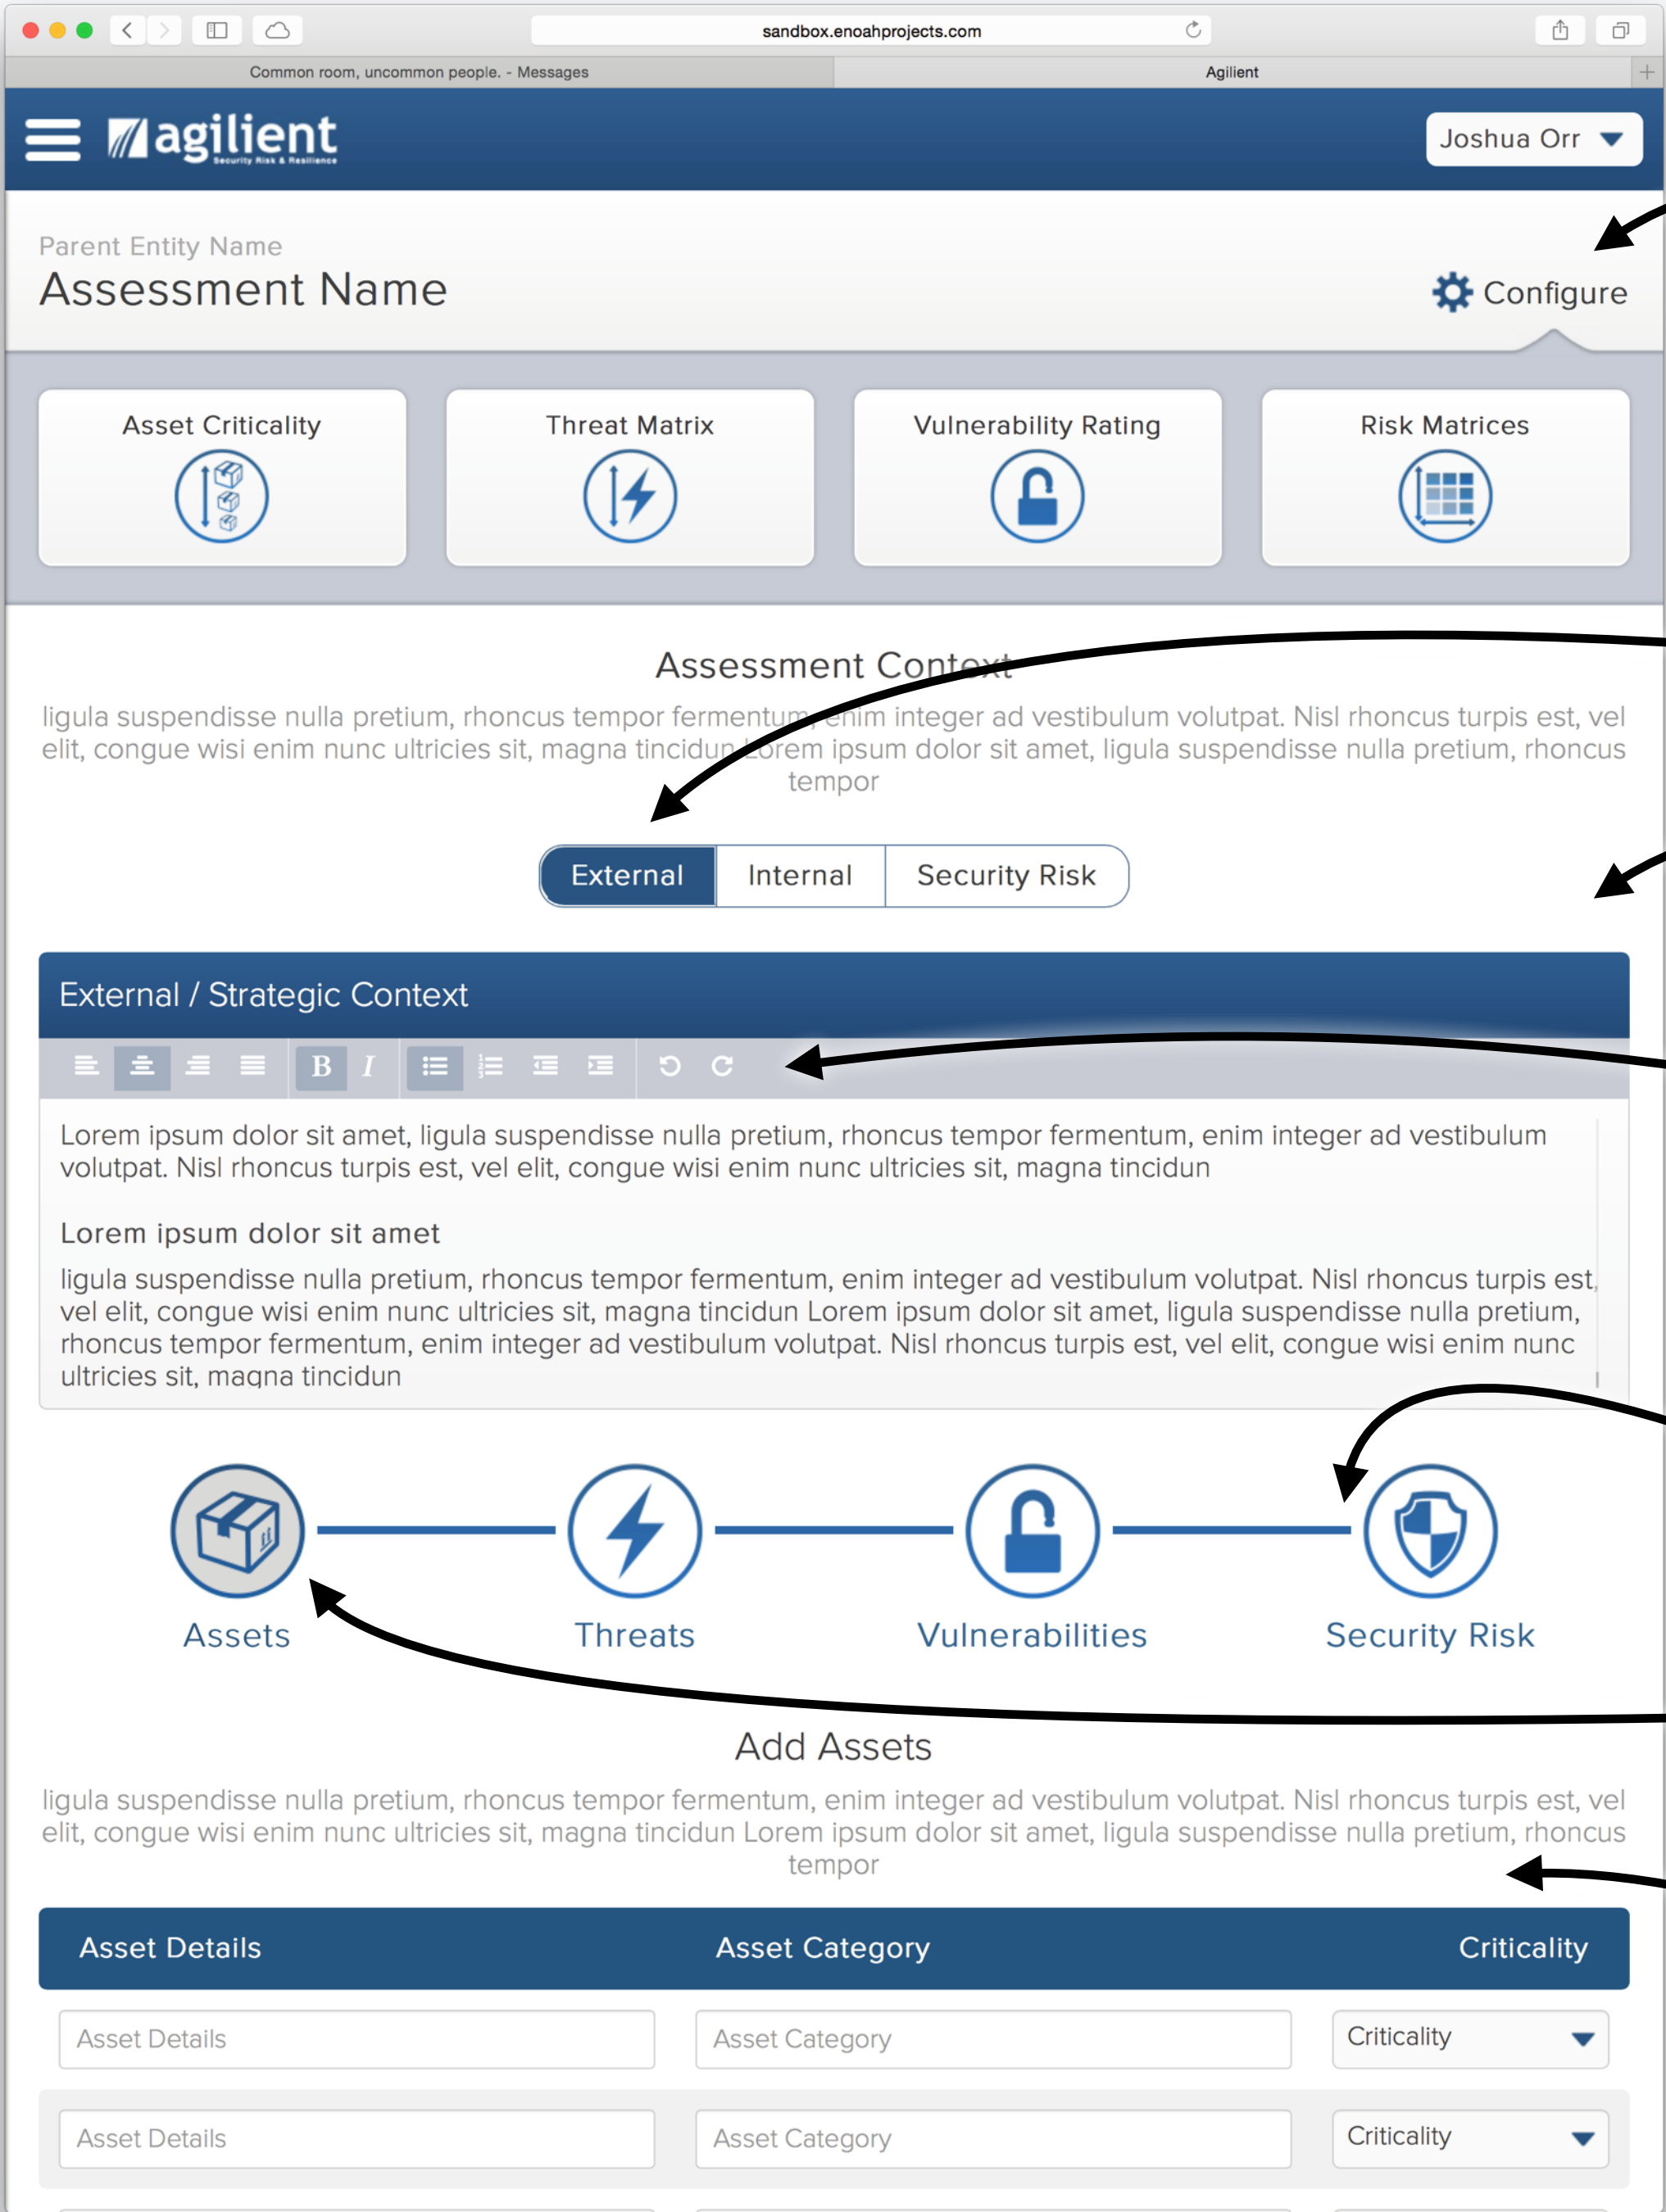 sandbox.enoahprojects.com
Common room, uncommon people. - Messages
Agilient
agilient
Security Risk & Resilience
Joshua Orr
Parent Entity Name
Assessment Name
Configure
Asset Criticality
Threat Matrix
Vulnerability Rating
Risk Matrices
Assessment Context
ligula suspendisse nulla pretium, rhoncus tempor fermentum, enim integer ad vestibulum volutpat. Nisl rhoncus turpis est, vel
elit, congue wisi enim nunc ultricies sit, magna tincidun Lorem ipsum dolor sit amet, ligula suspendisse nulla pretium, rhoncus
tempor
External
Internal
Security Risk
External / Strategic Context
B I
Lorem ipsum dolor sit amet, ligula suspendisse nulla pretium, rhoncus tempor fermentum, enim integer ad vestibulum
volutpat. Nisl rhoncus turpis est, vel elit, congue wisi enim nunc ultricies sit, magna tincidun
Lorem ipsum dolor sit amet
ligula suspendisse nulla pretium, rhoncus tempor fermentum, enim integer ad vestibulum volutpat. Nisl rhoncus turpis est,
vel elit, congue wisi enim nunc ultricies sit, magna tincidun Lorem ipsum dolor sit amet, ligula suspendisse nulla pretium,
rhoncus tempor fermentum, enim integer ad vestibulum volutpat. Nisl rhoncus turpis est, vel elit, congue wisi enim nunc
ultricies sit, magna tincidun
Assets
Threats
Vulnerabilities
Security Risk
Add Assets
ligula suspendisse nulla pretium, rhoncus tempor fermentum, enim integer ad vestibulum volutpat. Nisl rhoncus turpis est, vel
elit, congue wisi enim nunc ultricies sit, magna tincidun Lorem ipsum dolor sit amet, ligula suspendisse nulla pretium, rhoncus
tempor
Asset Details
Asset Category
Criticality
Asset Details
Asset Category
Criticality
Asset Details
Asset Category
Criticality